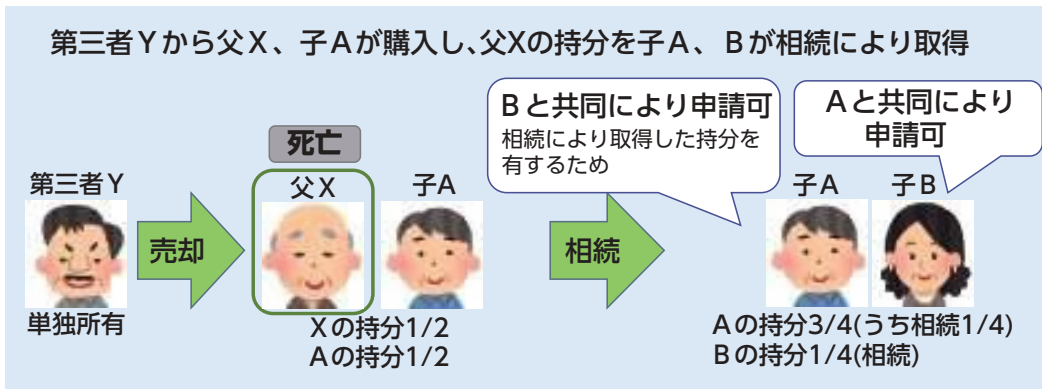 第三者Yから父X、子Aが購入し、父Xの持分を子A、Bが相続により取得
Bと共同により申請可
相続により取得した持分を
有するため
Aと共同により
申請可
死亡
第三者Y
父X
子A
子A
子B
売却
相続
単独所有
Xの持分1/2
Aの持分1/2
Aの持分3/4(うち相続1/4)
Bの持分1/4(相続)